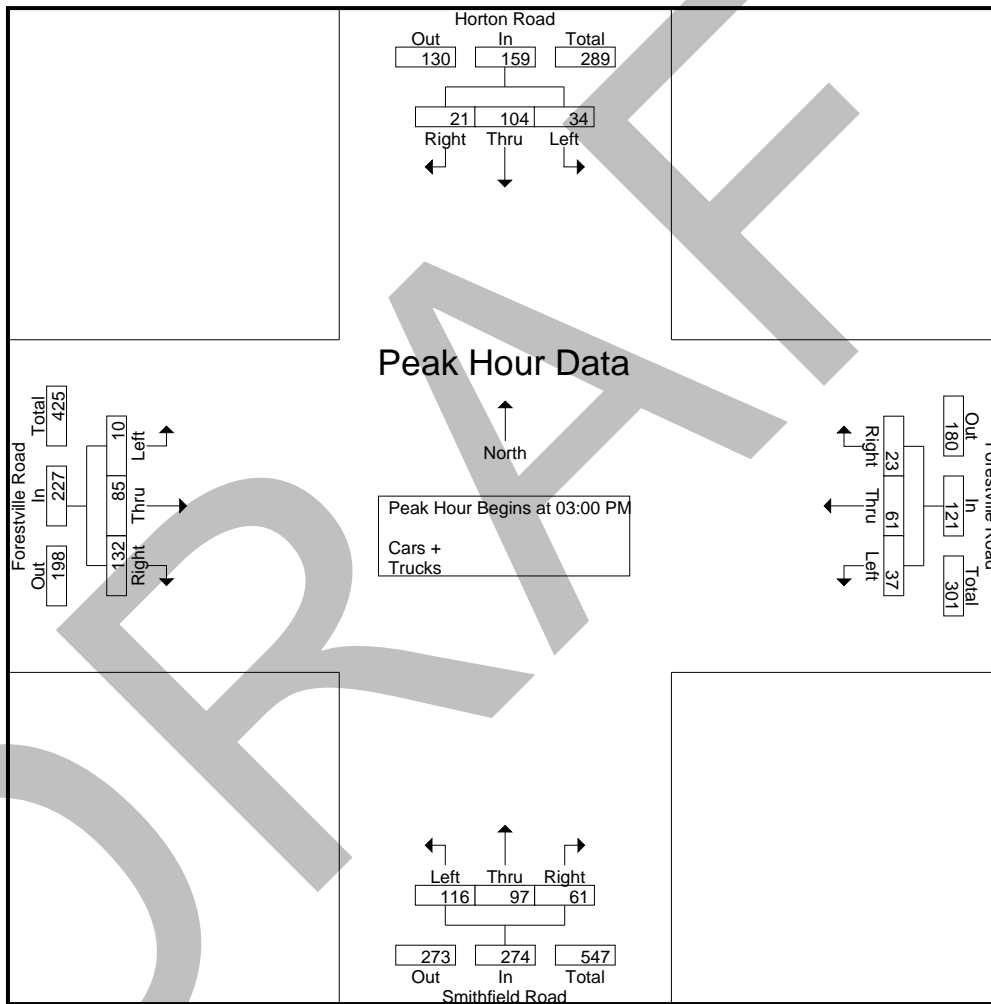 Horton Road
Out In Total
130 159 289
21 104 34
Right Thru Left
Peak Hour Data
North
Peak Hour Begins at 03:00 PM
Cars +
Trucks
Forestville Road
Out In Total
198 227 425
132 85 10
Right Thru Left
Forestville Road
Out In Total
180 121 301
23 61 37
Right Thru Left
Left Thru Right
116 97 61
273 274 547
Out In Total
Smithfield Road
DRAF